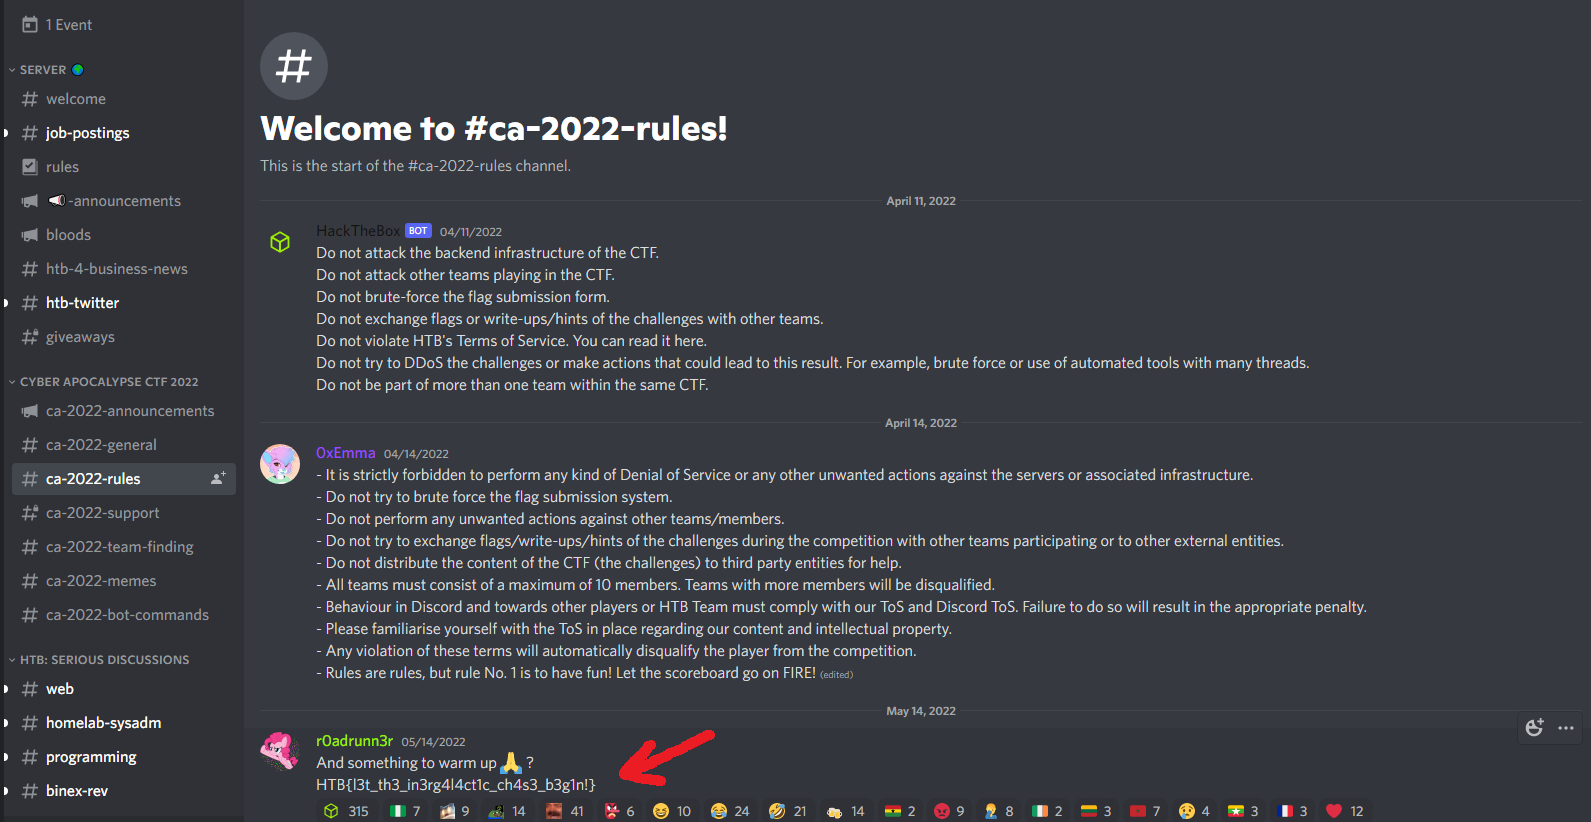 1 Event
SERVER
welcome
job-postings
rules
-announcements
bloods
htb-4-business-news
htb-twitter
giveaways
CYBER APOCALYPSE CTF 2022
ca-2022-announcements
ca-2022-general
ca-2022-rules
ca-2022-support
ca-2022-team-finding
ca-2022-memes
ca-2022-bot-commands
HTB: SERIOUS DISCUSSIONS
web
homelab-sysadm
programming
binex-rev
#
Welcome to #ca-2022-rules!
This is the start of the #ca-2022-rules channel.
April 11, 2022
HackTheBox BOT 04/11/2022
Do not attack the backend infrastructure of the CTF.
Do not attack other teams playing in the CTF.
Do not brute-force the flag submission form.
Do not exchange flags or write-ups/hints of the challenges with other teams.
Do not violate HTB's Terms of Service. You can read it here.
Do not try to DDoS the challenges or make actions that could lead to this result. For example, brute force or use of automated tools with many threads.
Do not be part of more than one team within the same CTF.
April 14, 2022
0xEmma 04/14/2022
- It is strictly forbidden to perform any kind of Denial of Service or any other unwanted actions against the servers or associated infrastructure.
- Do not try to brute force the flag submission system.
- Do not perform any unwanted actions against other teams/members.
- Do not try to exchange flags/write-ups/hints of the challenges during the competition with other teams participating or to other external entities.
- Do not distribute the content of the CTF (the challenges) to third party entities for help.
- All teams must consist of a maximum of 10 members. Teams with more members will be disqualified.
- Behaviour in Discord and towards other players or HTB Team must comply with our ToS and Discord ToS. Failure to do so will result in the appropriate penalty.
- Please familiarise yourself with the ToS in place regarding our content and intellectual property.
- Any violation of these terms will automatically disqualify the player from the competition.
- Rules are rules, but rule No. 1 is to have fun! Let the scoreboard go on FIRE! (edited)
May 14, 2022
r0adrunn3r 05/14/2022
And something to warm up 🙏 ?
HTB{l3t_th3_in3rg4l4ct1c_ch4s3_b3g1n!}
315 7 9 14 41 6 10 24 21 14 2 9 8 2 3 7 4 3 3 12